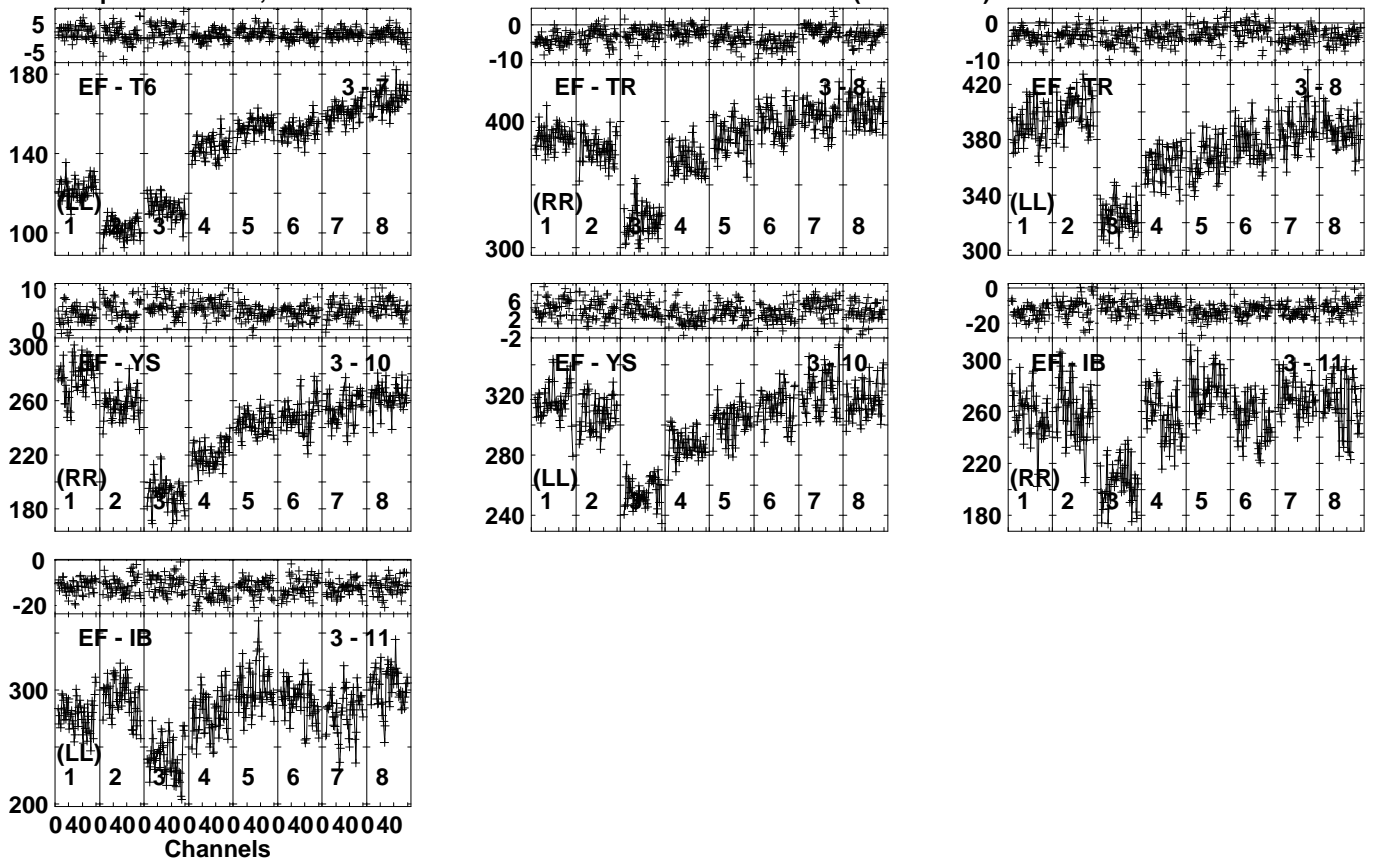 5
-5
180
140
100
EF - T6
3 - 7
(LL)
1 2 3 4 5 6 7 8
0
-10
400
300
EF - TR
3 - 8
(RR)
1 2 3 4 5 6 7 8
0
-10
420
380
340
300
EF - TR
3 - 8
(LL)
1 2 3 4 5 6 7 8
10
0
300
260
220
180
EF - YS
3 - 10
(RR)
1 2 3 4 5 6 7 8
6
2
-2
320
280
240
EF - YS
3 - 10
(LL)
1 2 3 4 5 6 7 8
0
-20
300
260
220
180
EF - IB
3 - 11
(RR)
1 2 3 4 5 6 7 8
0
-20
300
200
EF - IB
3 - 11
(LL)
1 2 3 4 5 6 7 8
0 40 0 40 0 40 0 40 0 40 0 40 0 40 0 40
Channels